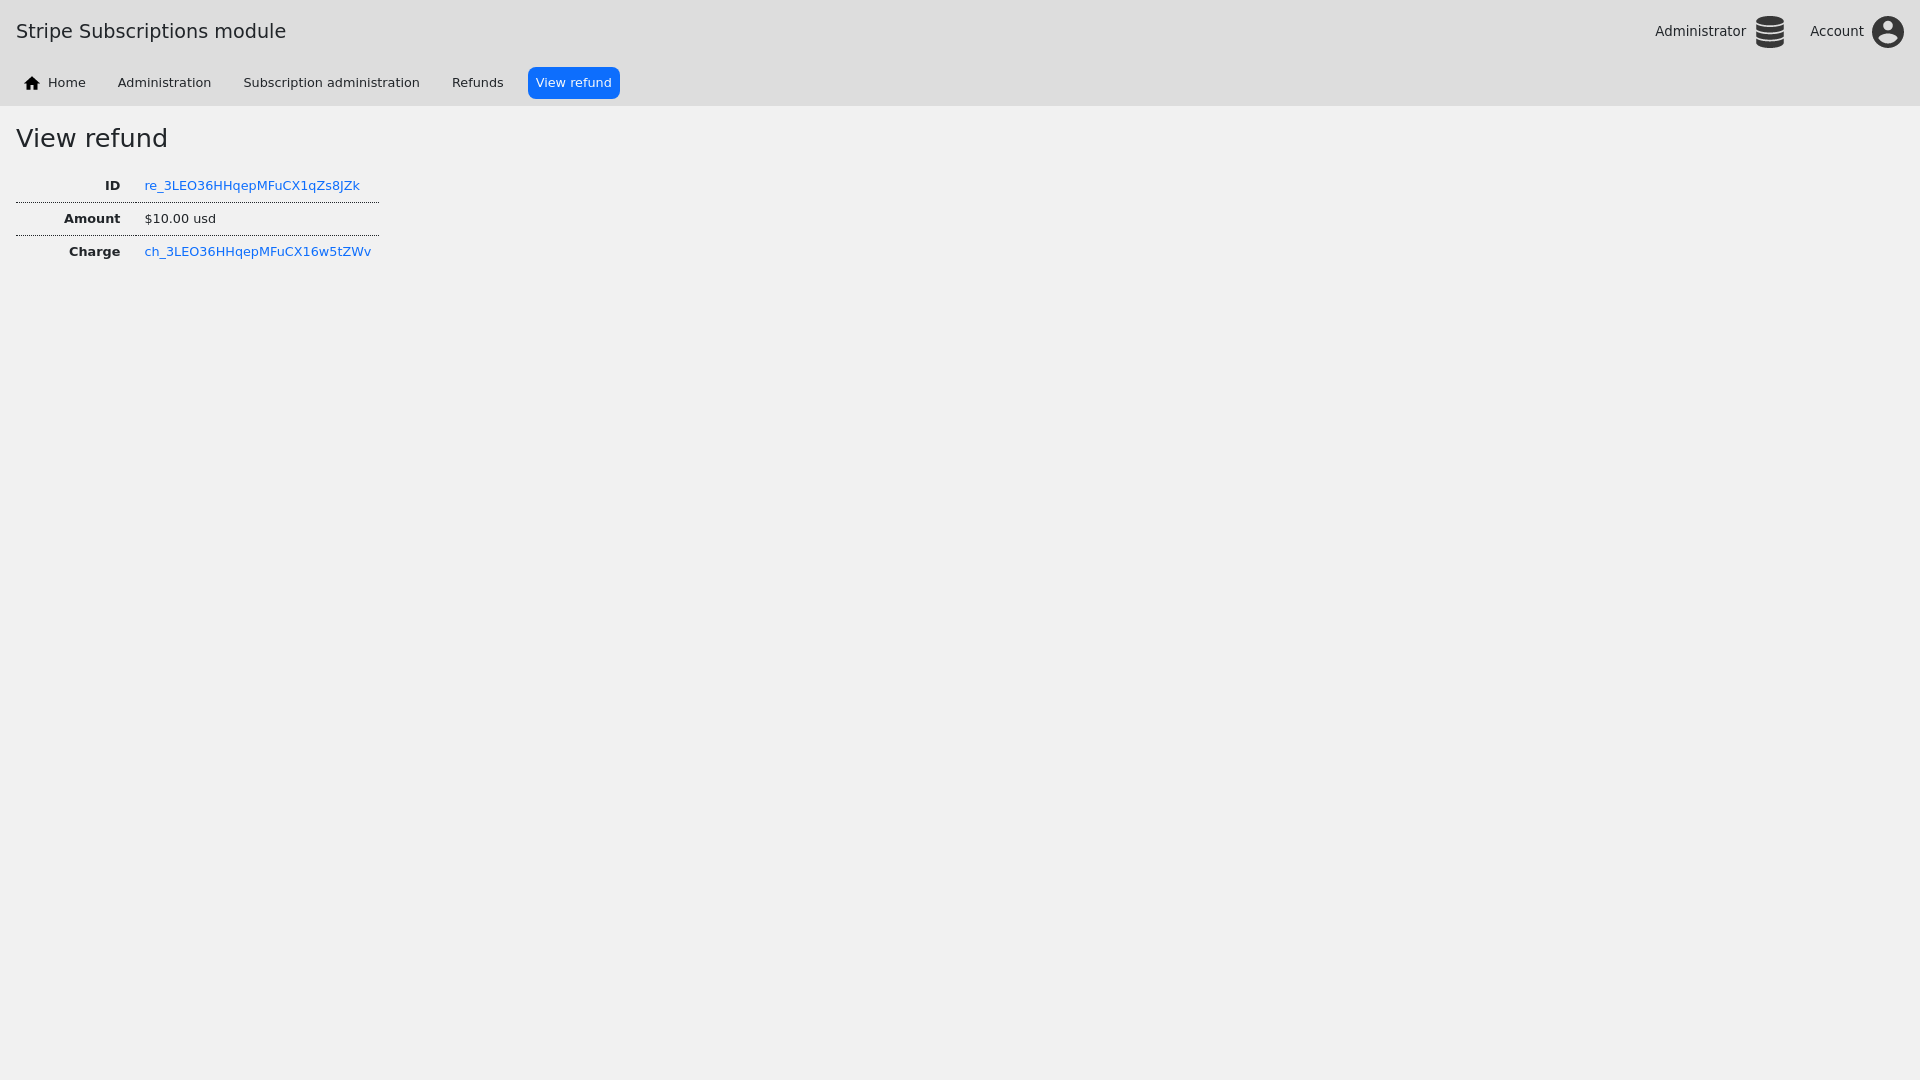 Stripe Subscriptions module
Administrator
Account
Home
Administration
Subscription administration
Refunds
View refund
View refund
ID re_3LEO36HHqepMFuCX1qZs8JZk
Amount $10.00 usd
Charge ch_3LEO36HHqepMFuCX16w5tZWv